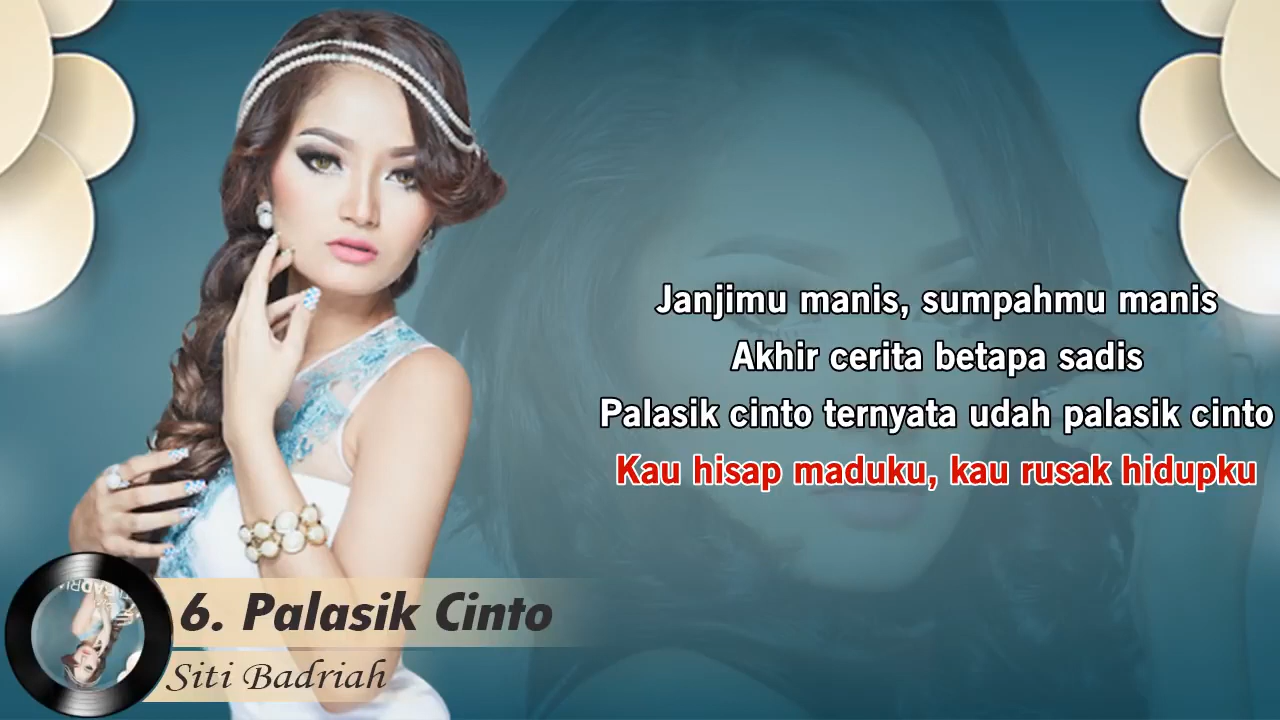 Janjimu manis, sumpahmu manis
Akhir cerita betapa sadis
Palasik cinto ternyata udah palasik cinto
Kau hisap maduku, kau rusak hidupku
6. Palasik Cinto
Siti Badriah